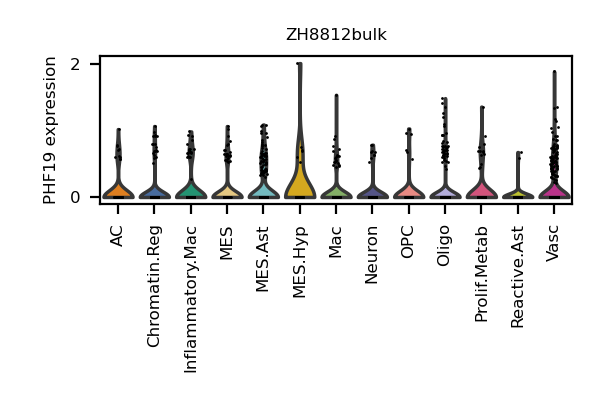 ZH8812bulk
PHF19 expression
2
0
AC
Chromatin.Reg
Inflammatory.Mac
MES
MES.Ast
MES.Hyp
Mac
Neuron
OPC
Oligo
Prolif.Metab
Reactive.Ast
Vasc